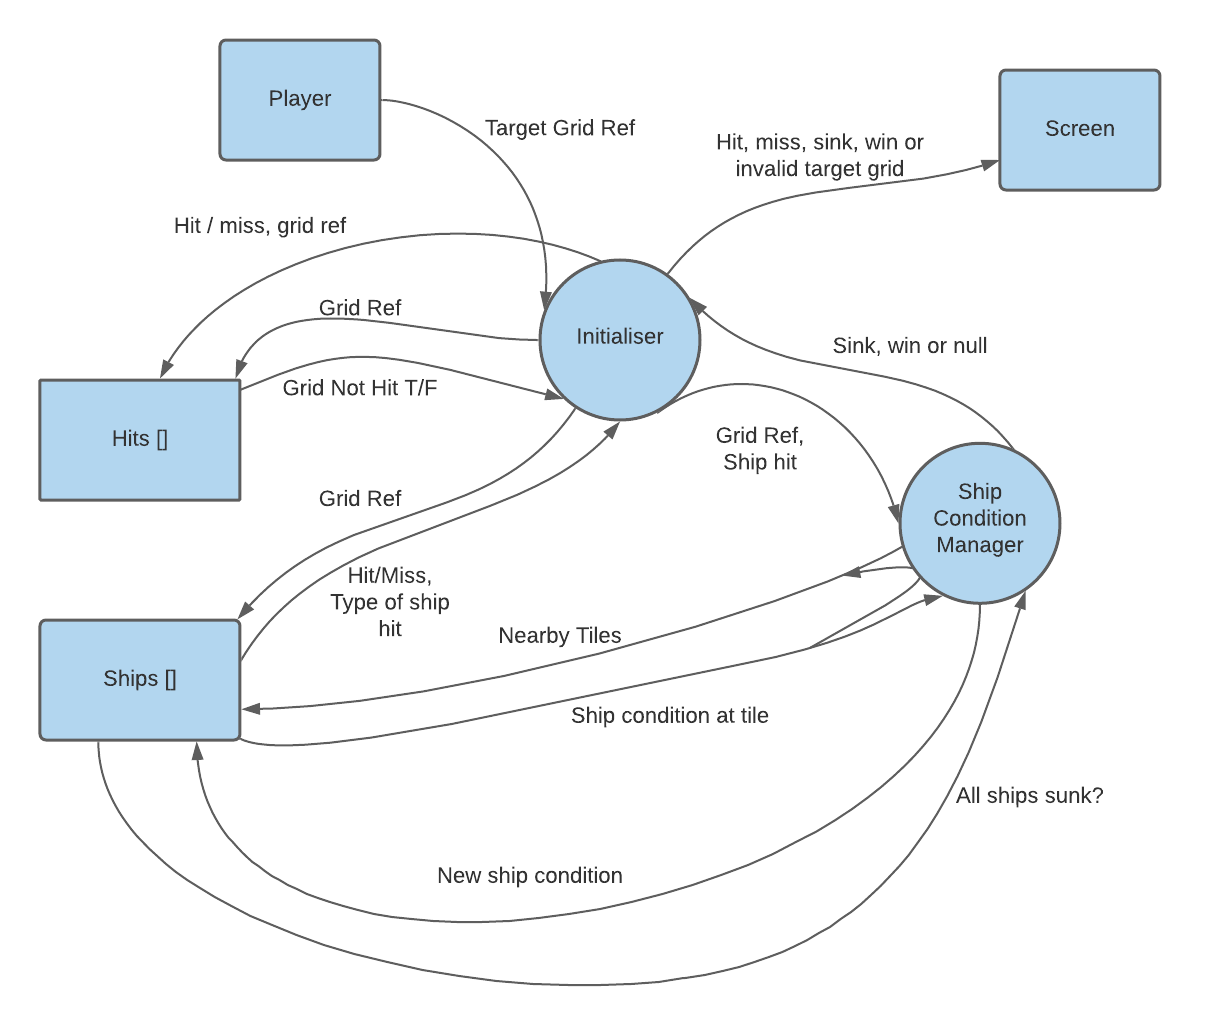 Player
Target Grid Ref
Screen
Hit, miss, sink, win or
invalid target grid
Hit / miss, grid ref
Grid Ref
Initialiser
Sink, win or null
Grid Not Hit T/F
Hits []
Grid Ref,
Ship hit
Grid Ref
Ship
Condition
Manager
Hit/Miss,
Type of ship
hit
Nearby Tiles
Ships []
Ship condition at tile
All ships sunk?
New ship condition